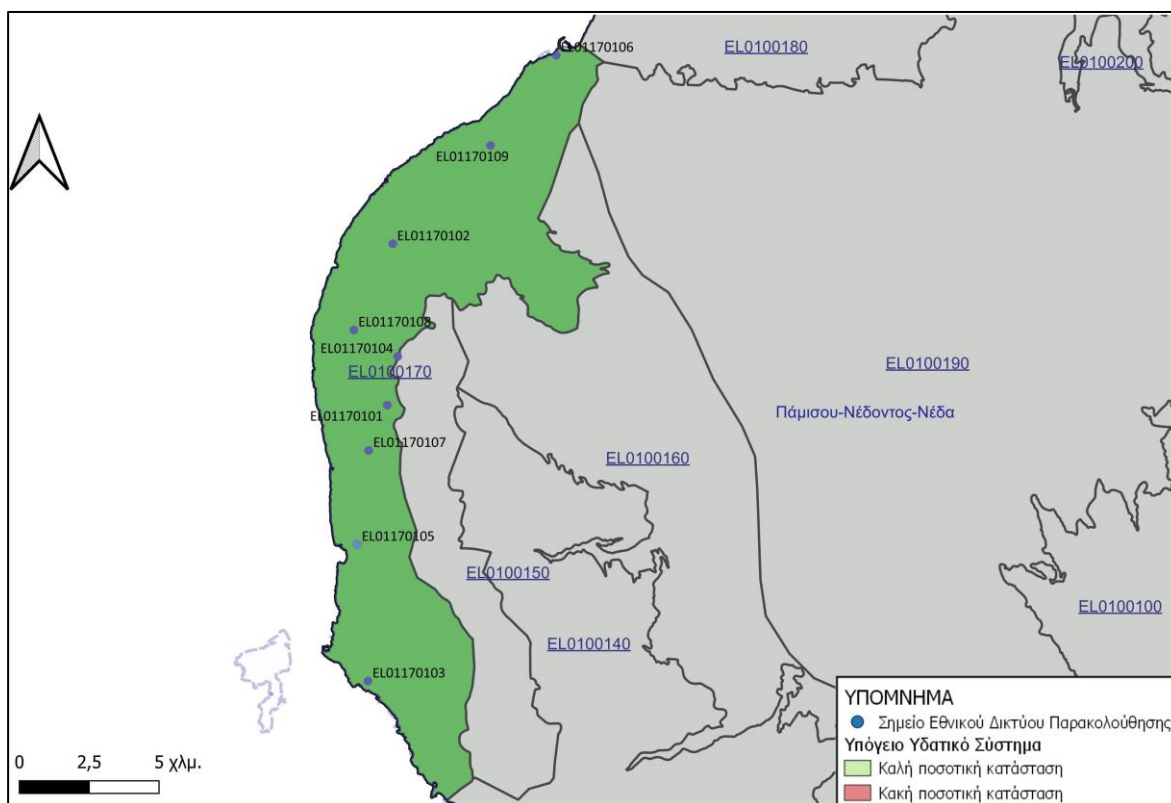 EL01170106
EL0100180
EL0100200
EL01170109
EL01170102
EL01170108
EL01170104
EL0100170
EL0100190
EL01170101
Πάμισου-Νέδοντος-Νέδα
EL01170107
EL0100160
EL01170105
EL0100150
EL0100100
EL0100140
EL01170103
ΥΠΟΜΝΗΜΑ
Σημείο Εθνικού Δικτύου Παρακολούθησης
Υπόγειο Υδατικό Σύστημα
Καλή ποσοτική κατάσταση
Κακή ποσοτική κατάσταση
0 2,5 5 χλμ.